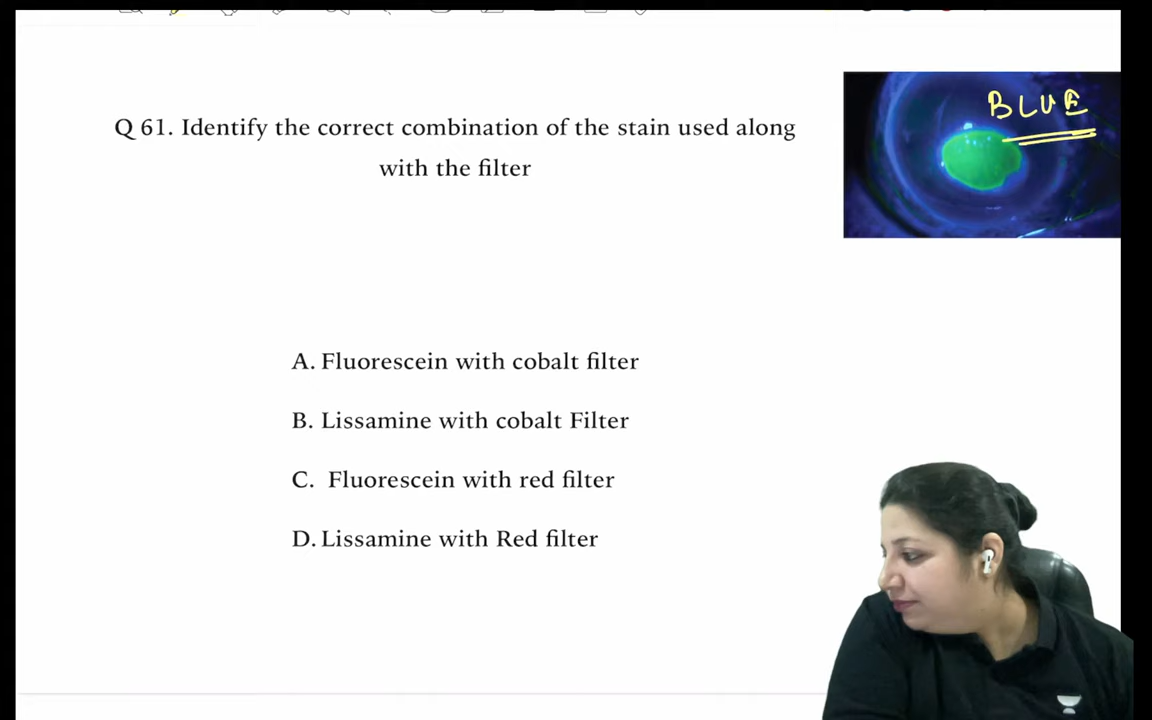 BLUE
Q 61. Identify the correct combination of the stain used along
with the filter
A. Fluorescein with cobalt filter
B. Lissamine with cobalt Filter
C. Fluorescein with red filter
D. Lissamine with Red filter